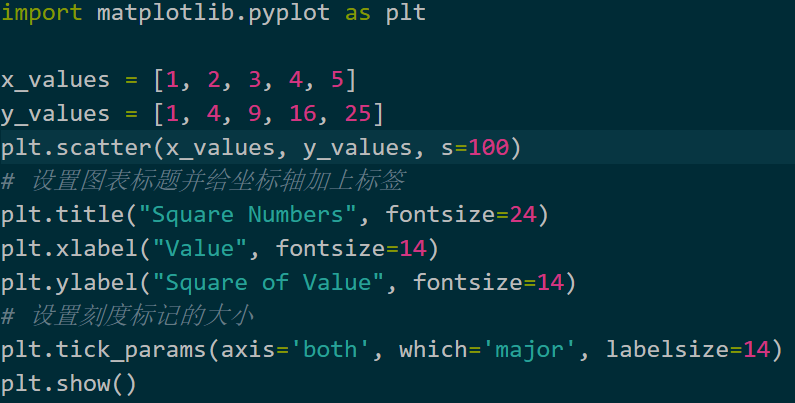 import matplotlib.pyplot as plt
x_values = [1, 2, 3, 4, 5]
y_values = [1, 4, 9, 16, 25]
plt.scatter(x_values, y_values, s=100)
# 设置图表标题并给坐标轴加上标签
plt.title("Square Numbers", fontsize=24)
plt.xlabel("Value", fontsize=14)
plt.ylabel("Square of Value", fontsize=14)
# 设置刻度标记的大小
plt.tick_params(axis='both', which='major', labelsize=14)
plt.show()